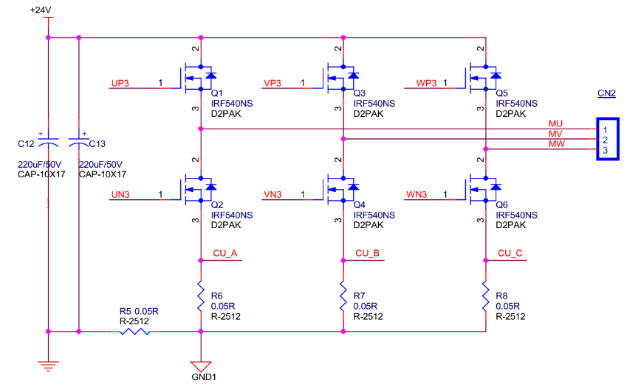 +24V
UP3
1
2
3
Q1
IRF540NS
D2PAK
VP3
1
2
3
Q3
IRF540NS
D2PAK
WP3
1
2
3
Q5
IRF540NS
D2PAK
CN2
MU
MV
MW
1
2
3
C12
+
220uF/50V
CAP-10X17
+
C13
220uF/50V
CAP-10X17
UN3
1
2
3
Q2
IRF540NS
D2PAK
VN3
1
2
3
Q4
IRF540NS
D2PAK
WN3
1
2
3
Q6
IRF540NS
D2PAK
CU_A
CU_B
CU_C
R5 0.05R
R-2512
R6
0.05R
R-2512
R7
0.05R
R-2512
R8
0.05R
R-2512
GND1